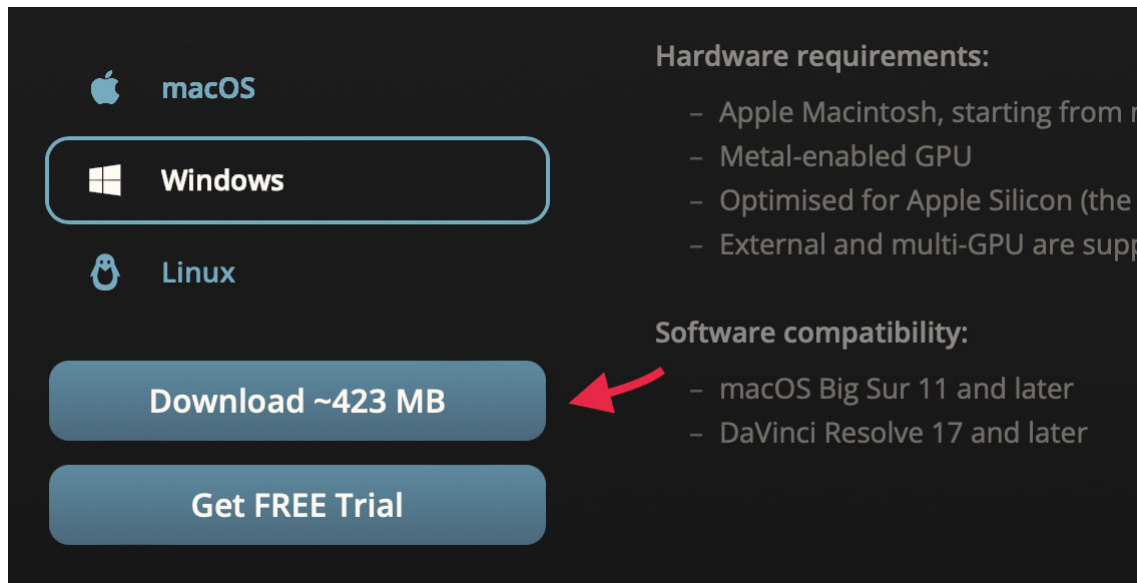 macOS
Windows
Linux
Download ~423 MB
Get FREE Trial
Hardware requirements:
– Apple Macintosh, starting from
– Metal-enabled GPU
– Optimised for Apple Silicon (the
– External and multi-GPU are
Software compatibility:
– macOS Big Sur 11 and later
– DaVinci Resolve 17 and later